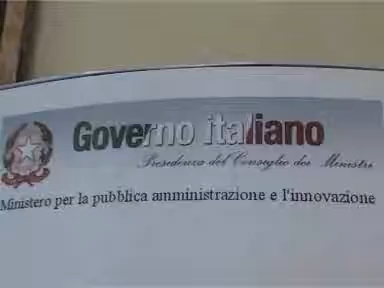 Governo italiano
Presidenza del Consiglio dei Ministri
Ministero per la pubblica amministrazione e l'innovazione